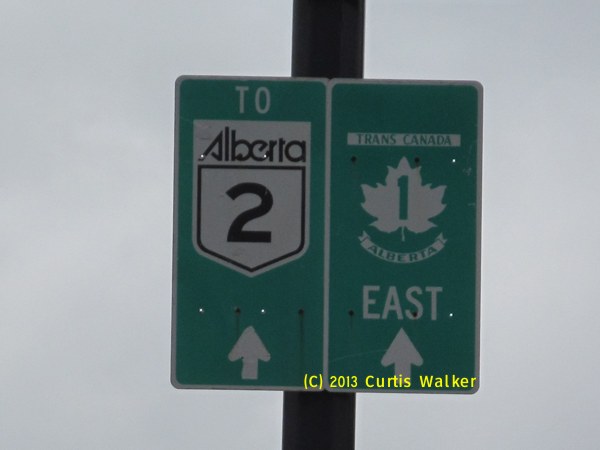 TO
Alberta
2
TRANS CANADA
1
ALBERTA
EAST
(C) 2013 Curtis Walker